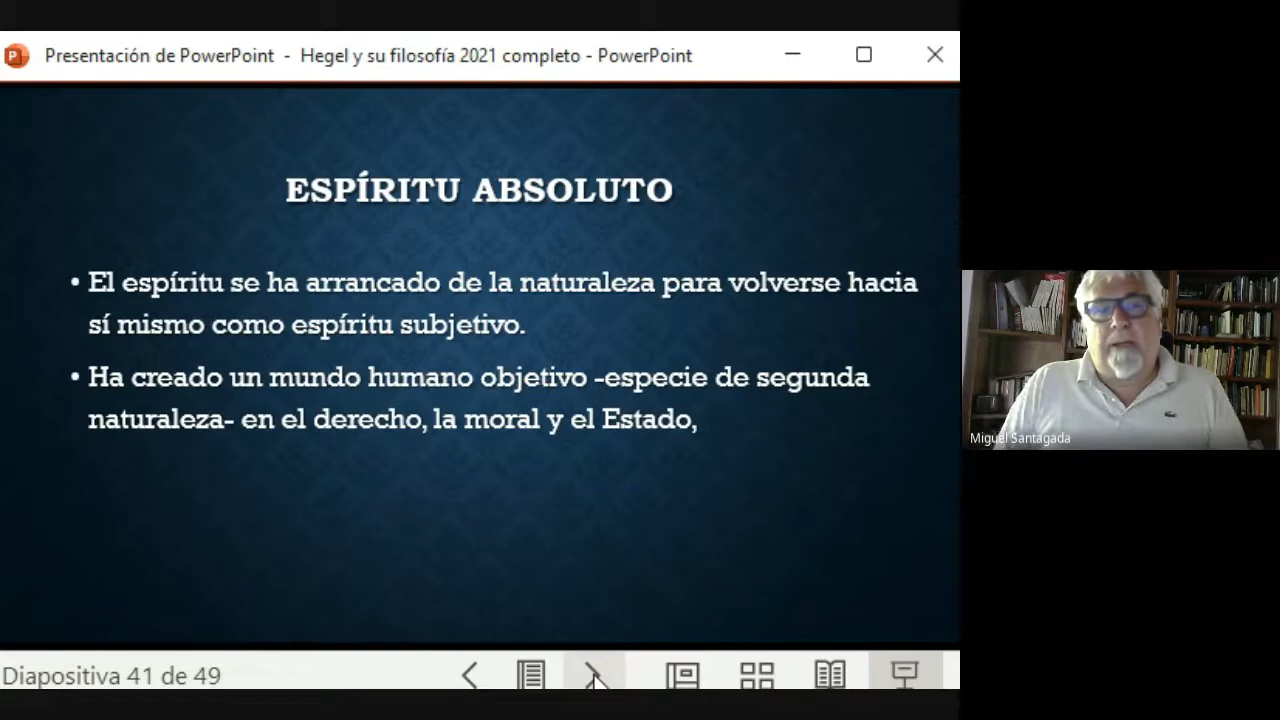 Presentación de PowerPoint - Hegel y su filosofía 2021 completo - PowerPoint
ESPÍRITU ABSOLUTO
• El espíritu se ha arrancado de la naturaleza para volverse hacia
sí mismo como espíritu subjetivo.
• Ha creado un mundo humano objetivo -especie de segunda
naturaleza- en el derecho, la moral y el Estado,
Miguel Santagada
Diapositiva 41 de 49